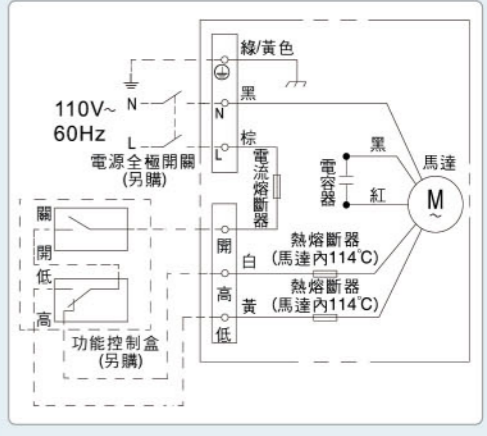 綠/黃色
110V~
60Hz
N
L
電源全極開關
(另購)
N
黑
L
棕
電流熔斷器
電容器
黑
紅
馬達
M
~
關
開
低
高
功能控制盒
(另購)
開
高
低
白
黃
熱熔斷器
(馬達內114℃)
熱熔斷器
(馬達內114℃)